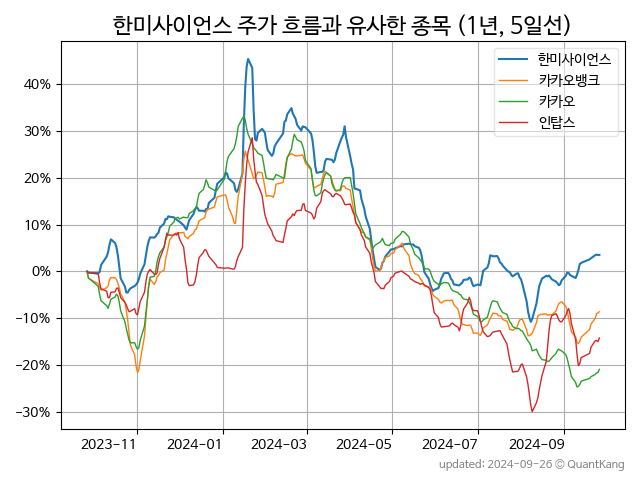 한미사이언스 주가 흐름과 유사한 종목 (1년, 5일선)
한미사이언스
카카오뱅크
카카오
인탑스
40%
30%
20%
10%
0%
−10%
−20%
−30%
2023-11
2024-01
2024-03
2024-05
2024-07
2024-09
updated: 2024-09-26 © QuantKang